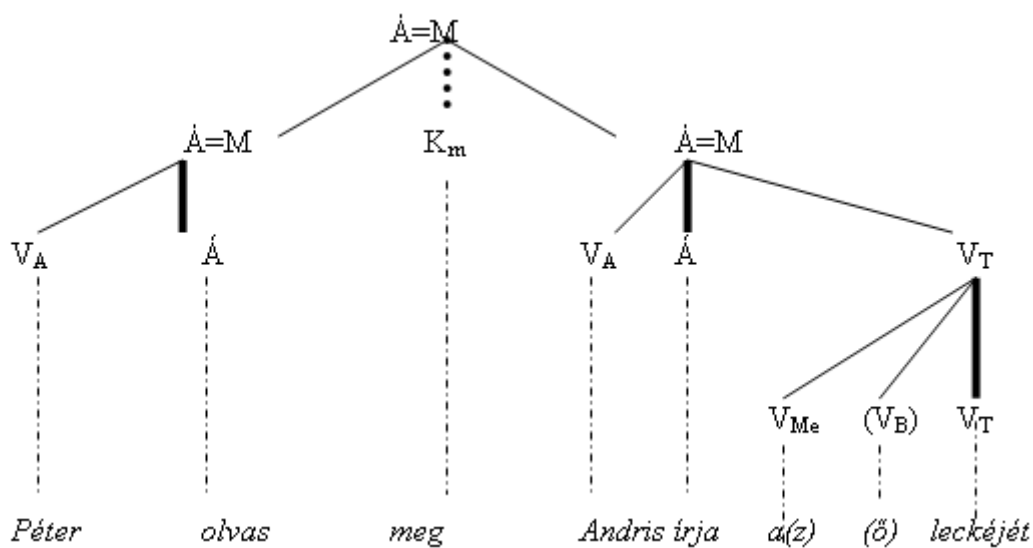 Á=M
Á=M K_m Á=M
V_A Á V_A Á V_T
V_Me (V_B) V_T
Péter olvas meg Andris írja a(z) (ő) leckéjét